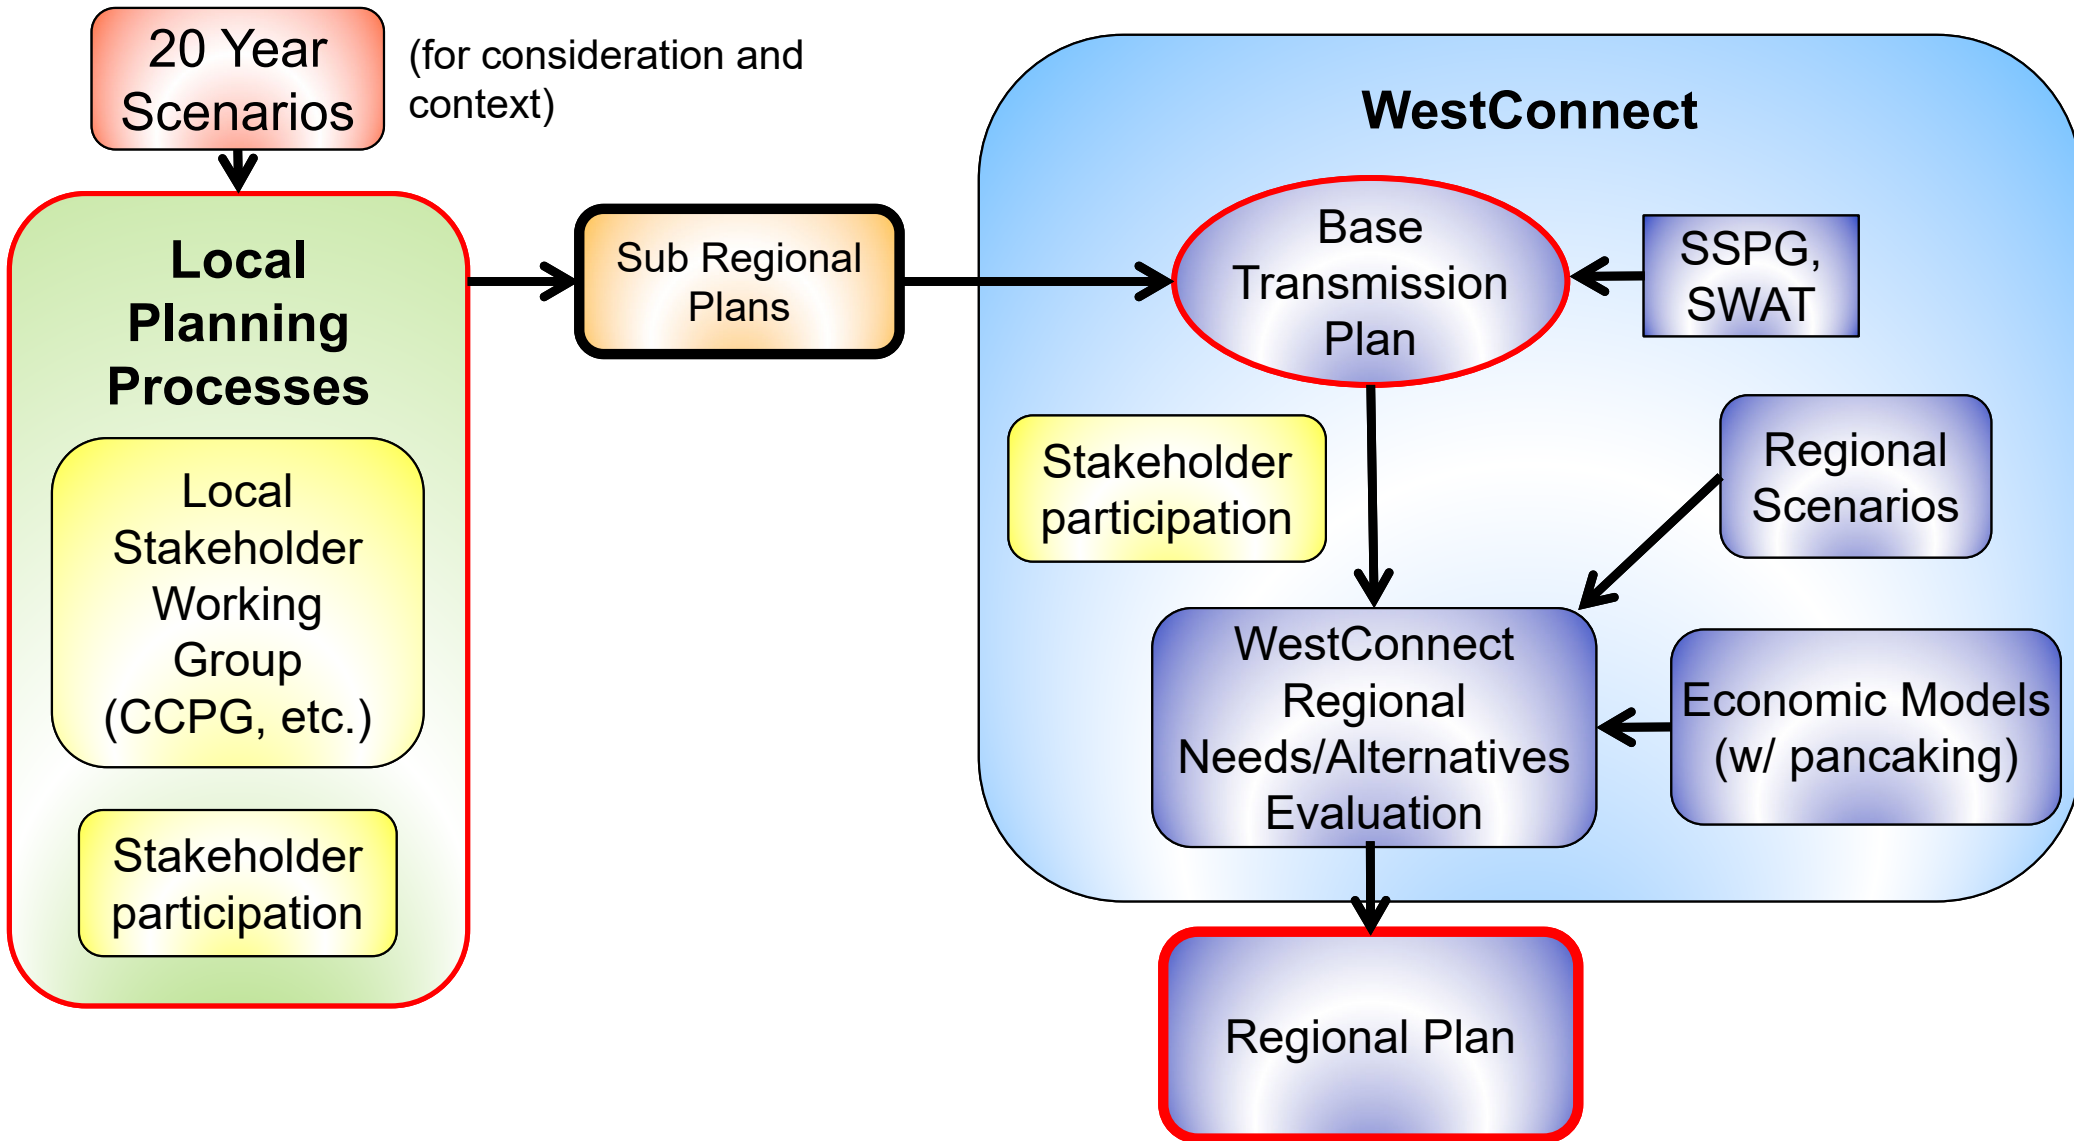 20 Year
Scenarios
(for consideration and
context)
Local
Planning
Processes
Local
Stakeholder
Working
Group
(CCPG, etc.)
Stakeholder
participation
Sub Regional
Plans
WestConnect
Base
Transmission
Plan
SSPG,
SWAT
Stakeholder
participation
Regional
Scenarios
WestConnect
Regional
Needs/Alternatives
Evaluation
Economic Models
(w/ pancaking)
Regional Plan